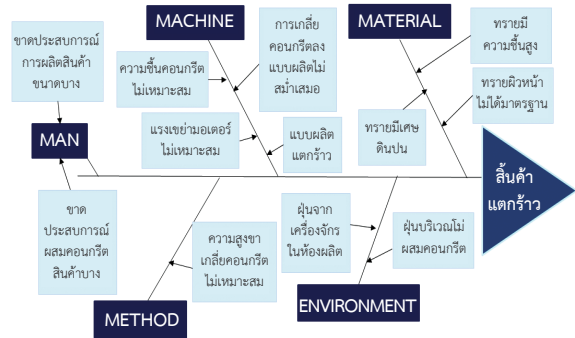 MACHINE
MATERIAL
ขาดประสบการณ์
การผลิตสินค้า
ขนาดบาง
ความชื้นคอนกรีต
ไม่เหมาะสม
การเกลี่ย
คอนกรีตลง
แบบผลิตไม่
สม่ำเสมอ
ทรายมี
ความชื้นสูง
ทรายผิวหน้า
ไม่ได้มาตรฐาน
MAN
แรงเขย่ามอเตอร์
ไม่เหมาะสม
แบบผลิต
แตกร้าว
ทรายมีเศษ
ดินปน
สิ้นค้า
แตกร้าว
ขาด
ประสบการณ์
ผสมคอนกรีต
สินค้าบาง
ความสูงขา
เกลี่ยคอนกรีต
ไม่เหมาะสม
ฝุ่นจาก
เครื่องจักร
ในห้องผลิต
ฝุ่นบริเวณโม่
ผสมคอนกรีต
METHOD
ENVIRONMENT